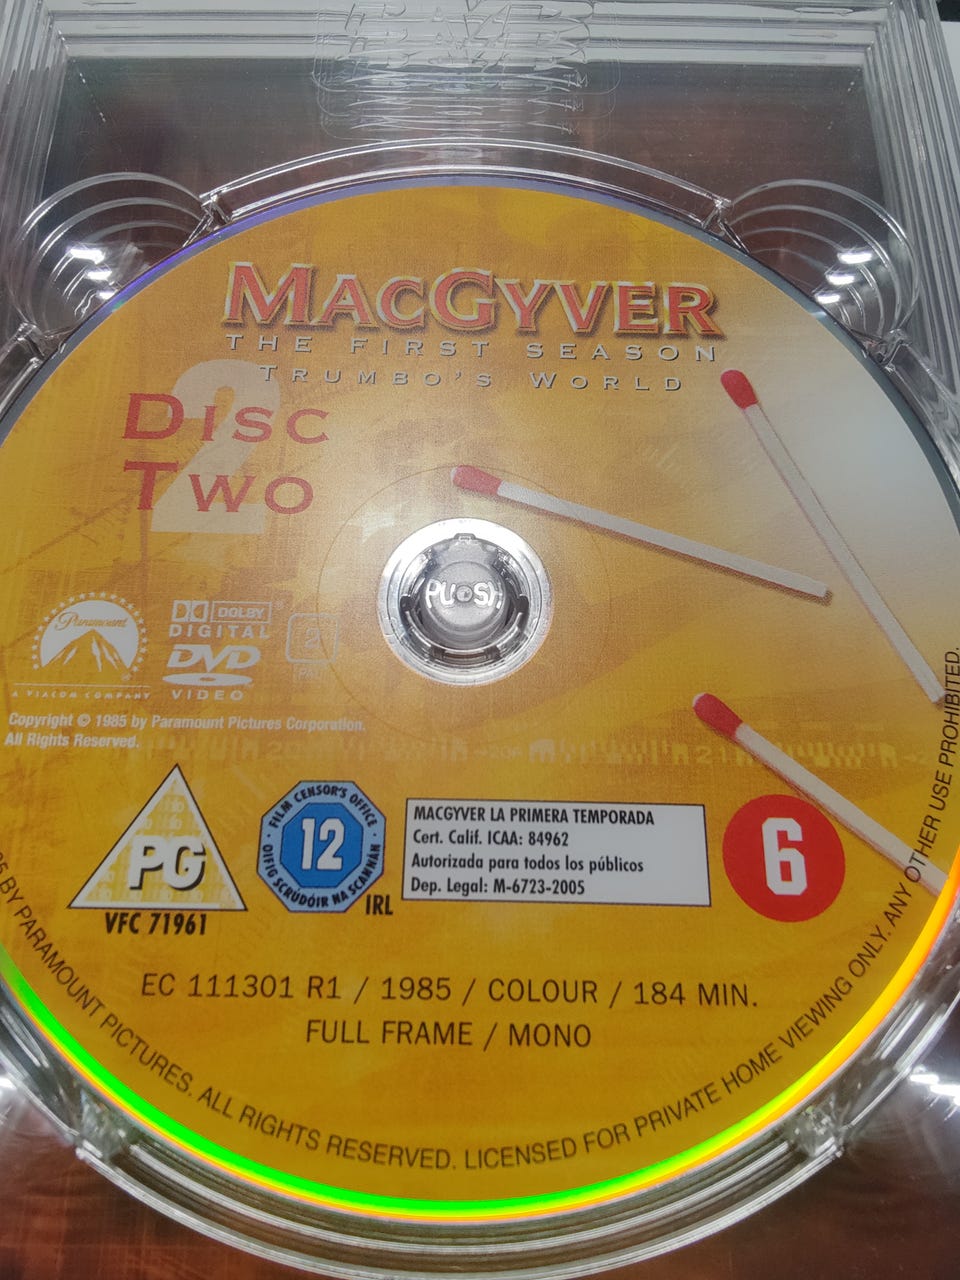 MACGYVER
THE FIRST SEASON
TRUMBO'S WORLD
2
DISC
TWO
PUSH
Paramount
A VIACOM COMPANY
DOLBY
DIGITAL
DVD
VIDEO
2
PAL
Copyright © 1985 by Paramount Pictures Corporation.
All Rights Reserved.
PG
VFC 71961
FILM CENSOR'S OFFICE
12
OIFIG SCRÚDÓIR NA SCANNÁN
IRL
MACGYVER LA PRIMERA TEMPORADA
Cert. Calif. ICAA: 84962
Autorizada para todos los públicos
Dep. Legal: M-6723-2005
6
EC 111301 R1 / 1985 / COLOUR / 184 MIN.
FULL FRAME / MONO
BY PARAMOUNT PICTURES. ALL RIGHTS RESERVED. LICENSED FOR PRIVATE HOME VIEWING ONLY. ANY OTHER USE PROHIBITED.